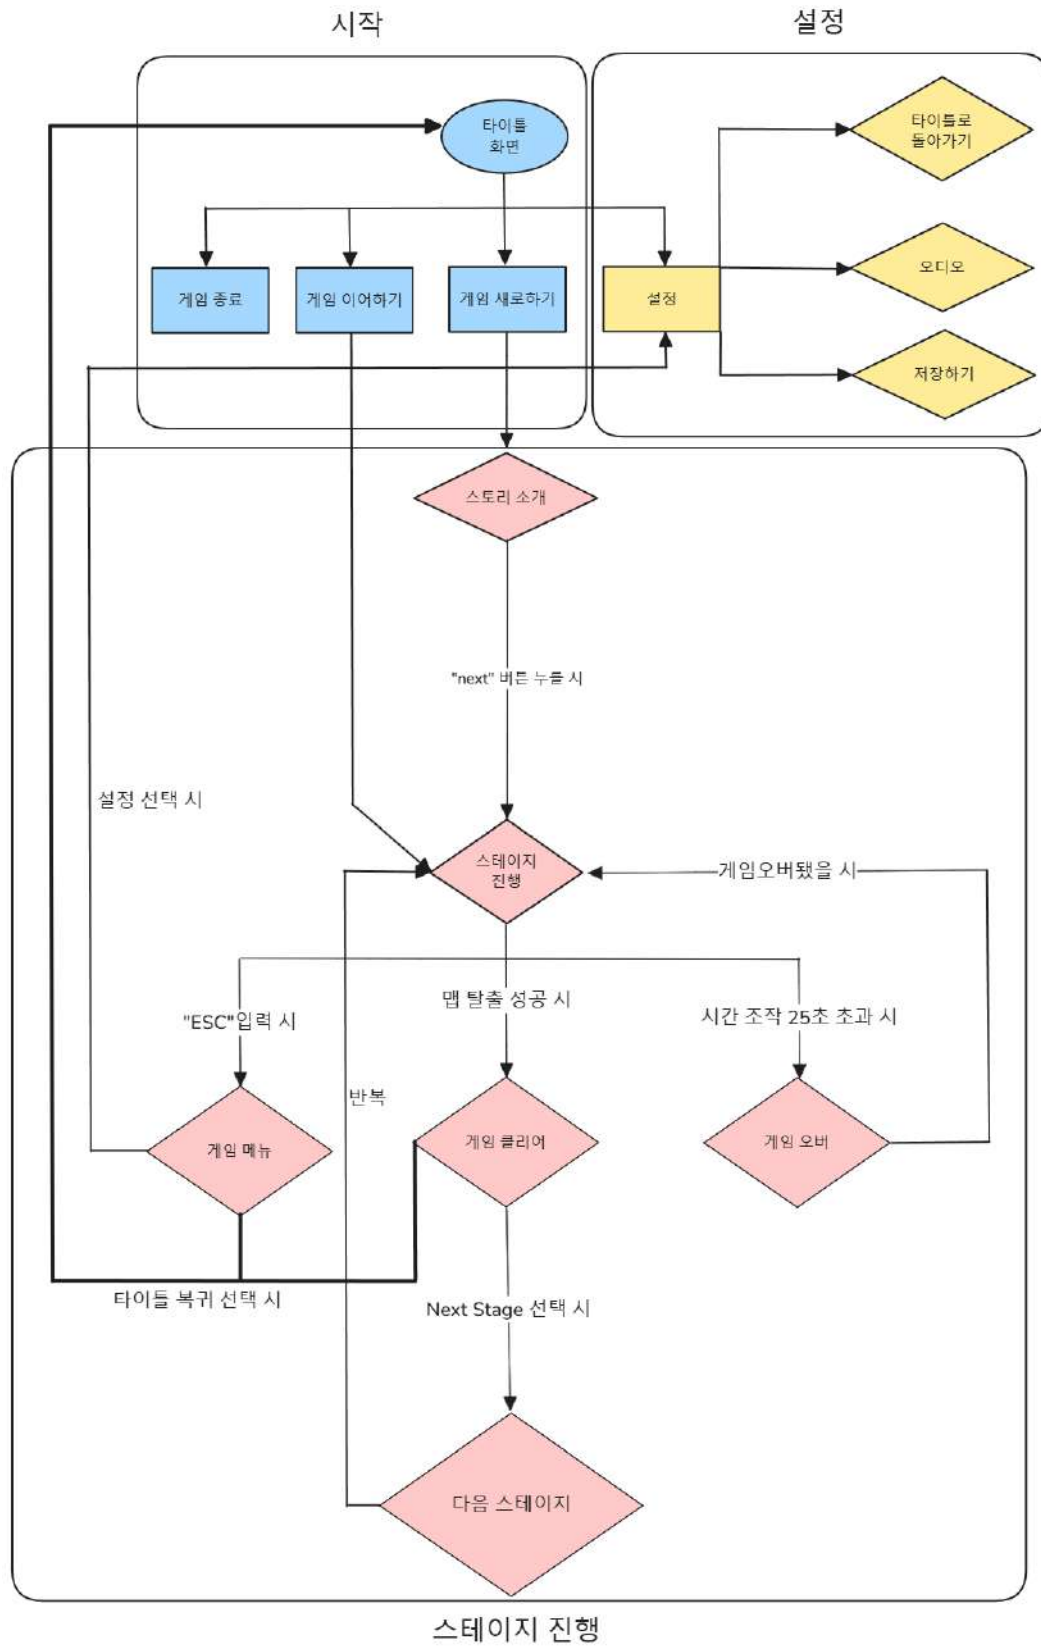 시작
설정
타이틀
화면
타이틀로
돌아가기
게임 종료
게임 이어하기
게임 새로하기
설정
오디오
저장하기
스토리 소개
"next" 버튼 누를 시
설정 선택 시
스테이지
진행
게임오버됐을 시
"ESC"입력 시
맵 탈출 성공 시
시간 조작 25초 초과 시
반복
게임 메뉴
게임 클리어
게임 오버
타이틀 복귀 선택 시
Next Stage 선택 시
다음 스테이지
스테이지 진행